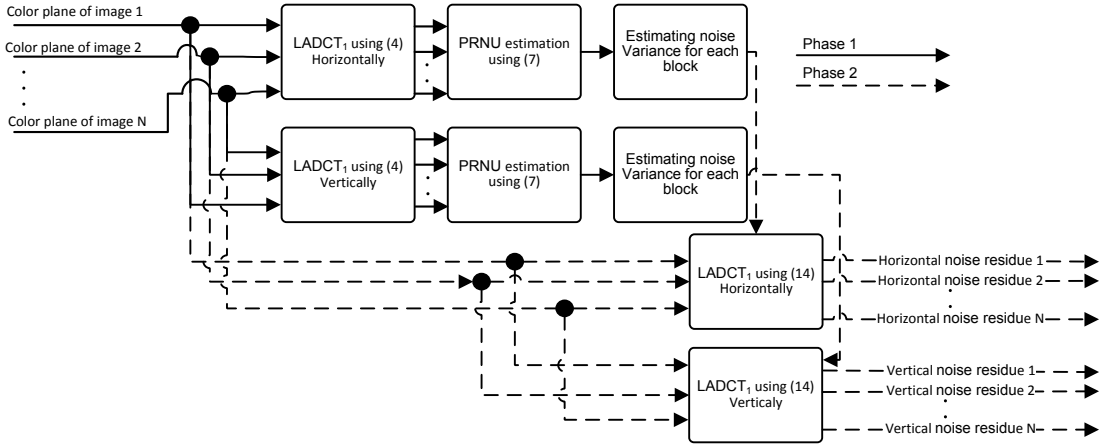 Color plane of image 1
Color plane of image 2
Color plane of image N
LADCT1 using (4)
Horizontally
PRNU estimation
using (7)
Estimating noise
Variance for each
block
Phase 1
Phase 2
LADCT1 using (4)
Vertically
PRNU estimation
using (7)
Estimating noise
Variance for each
block
LADCT1 using (14)
Horizontally
Horizontal noise residue 1
Horizontal noise residue 2
Horizontal noise residue N
LADCT1 using (14)
Verticaly
Vertical noise residue 1
Vertical noise residue 2
Vertical noise residue N